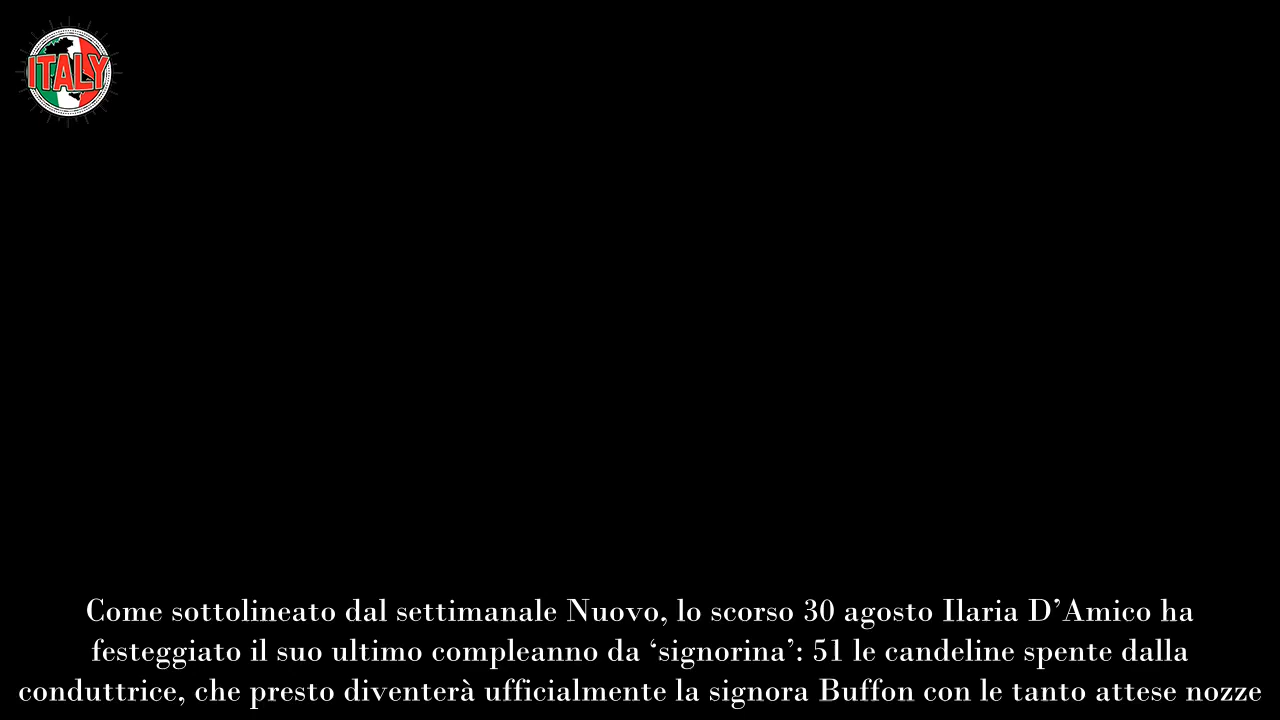 ITALY
Come sottolineato dal settimanale Nuovo, lo scorso 30 agosto Ilaria D’Amico ha
festeggiato il suo ultimo compleanno da ‘signorina’: 51 le candeline spente dalla
conduttrice, che presto diventerà ufficialmente la signora Buffon con le tanto attese nozze